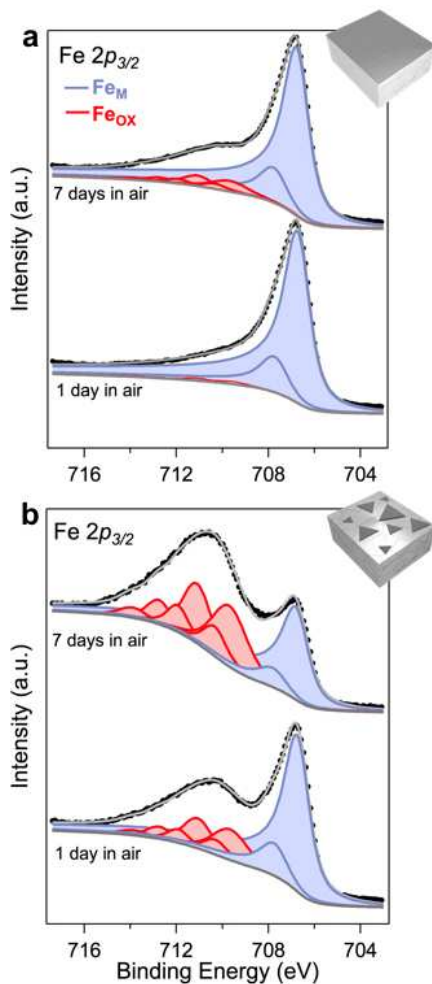 a
Fe 2p3/2
FeM
FeOX
7 days in air
1 day in air
Intensity (a.u.)
716 712 708 704
b
Fe 2p3/2
7 days in air
1 day in air
Intensity (a.u.)
716 712 708 704
Binding Energy (eV)